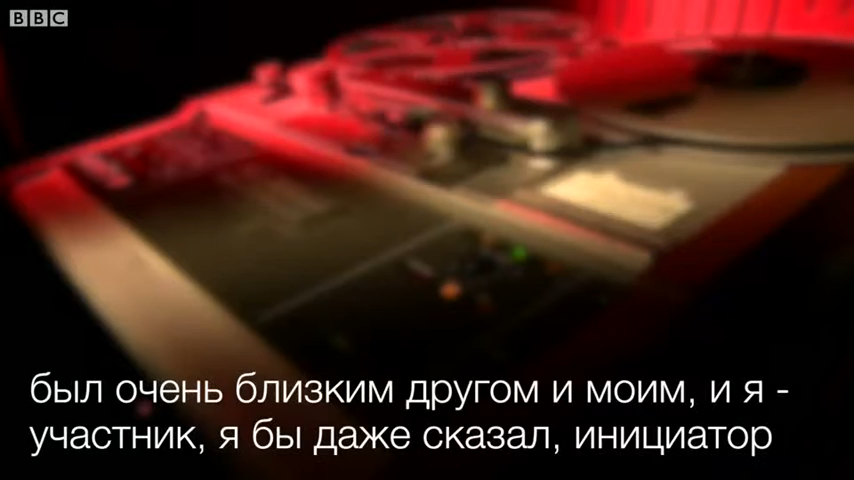 BBC
был очень близким другом и моим, и я -
участник, я бы даже сказал, инициатор